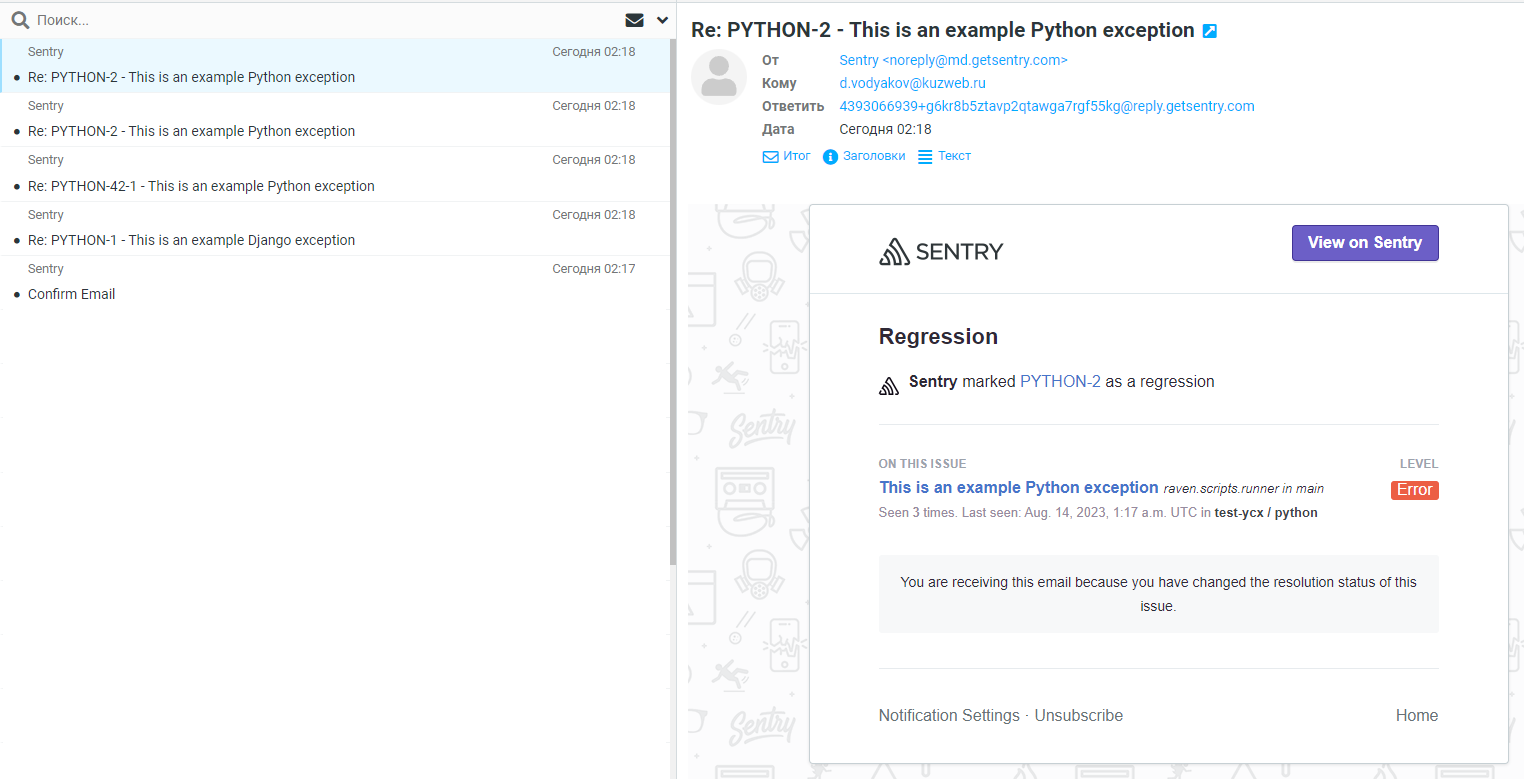 Поиск...
Sentry Сегодня 02:18
Re: PYTHON-2 - This is an example Python exception
Sentry Сегодня 02:18
Re: PYTHON-2 - This is an example Python exception
Sentry Сегодня 02:18
Re: PYTHON-42-1 - This is an example Python exception
Sentry Сегодня 02:18
Re: PYTHON-1 - This is an example Django exception
Sentry Сегодня 02:17
Confirm Email
Re: PYTHON-2 - This is an example Python exception
От Sentry <noreply@md.getsentry.com>
Кому d.vodyakov@kuzweb.ru
Ответить 4393066939+g6kr8b5ztavp2qtawga7rgf55kg@reply.getsentry.com
Дата Сегодня 02:18
Итог Заголовки Текст
SENTRY View on Sentry
Regression
Sentry marked PYTHON-2 as a regression
ON THIS ISSUE LEVEL
This is an example Python exception raven.scripts.runner in main Error
Seen 3 times. Last seen: Aug. 14, 2023, 1:17 a.m. UTC in test-ycx / python
You are receiving this email because you have changed the resolution status of this
issue.
Notification Settings · Unsubscribe Home
Sentry
Sentry